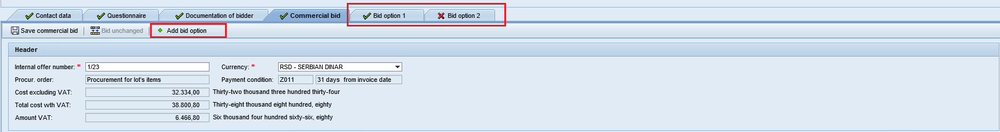 Contact data Questionnaire Documentation of bidder Commercial bid Bid option 1 Bid option 2
Save commercial bid Bid unchanged Add bid option
Header
Internal offer number: * 1/23 Currency: * RSD - SERBIAN DINAR
Procur. order: Procurement for lot's items Payment condition: Z011 31 days from invoice date
Cost excluding VAT: 32.334,00 Thirty-two thousand three hundred thirty-four
Total cost wth VAT: 38.800,80 Thirty-eight thousand eight hundred, eighty
Amount VAT: 6.466,80 Six thousand four hundred sixty-six, eighty